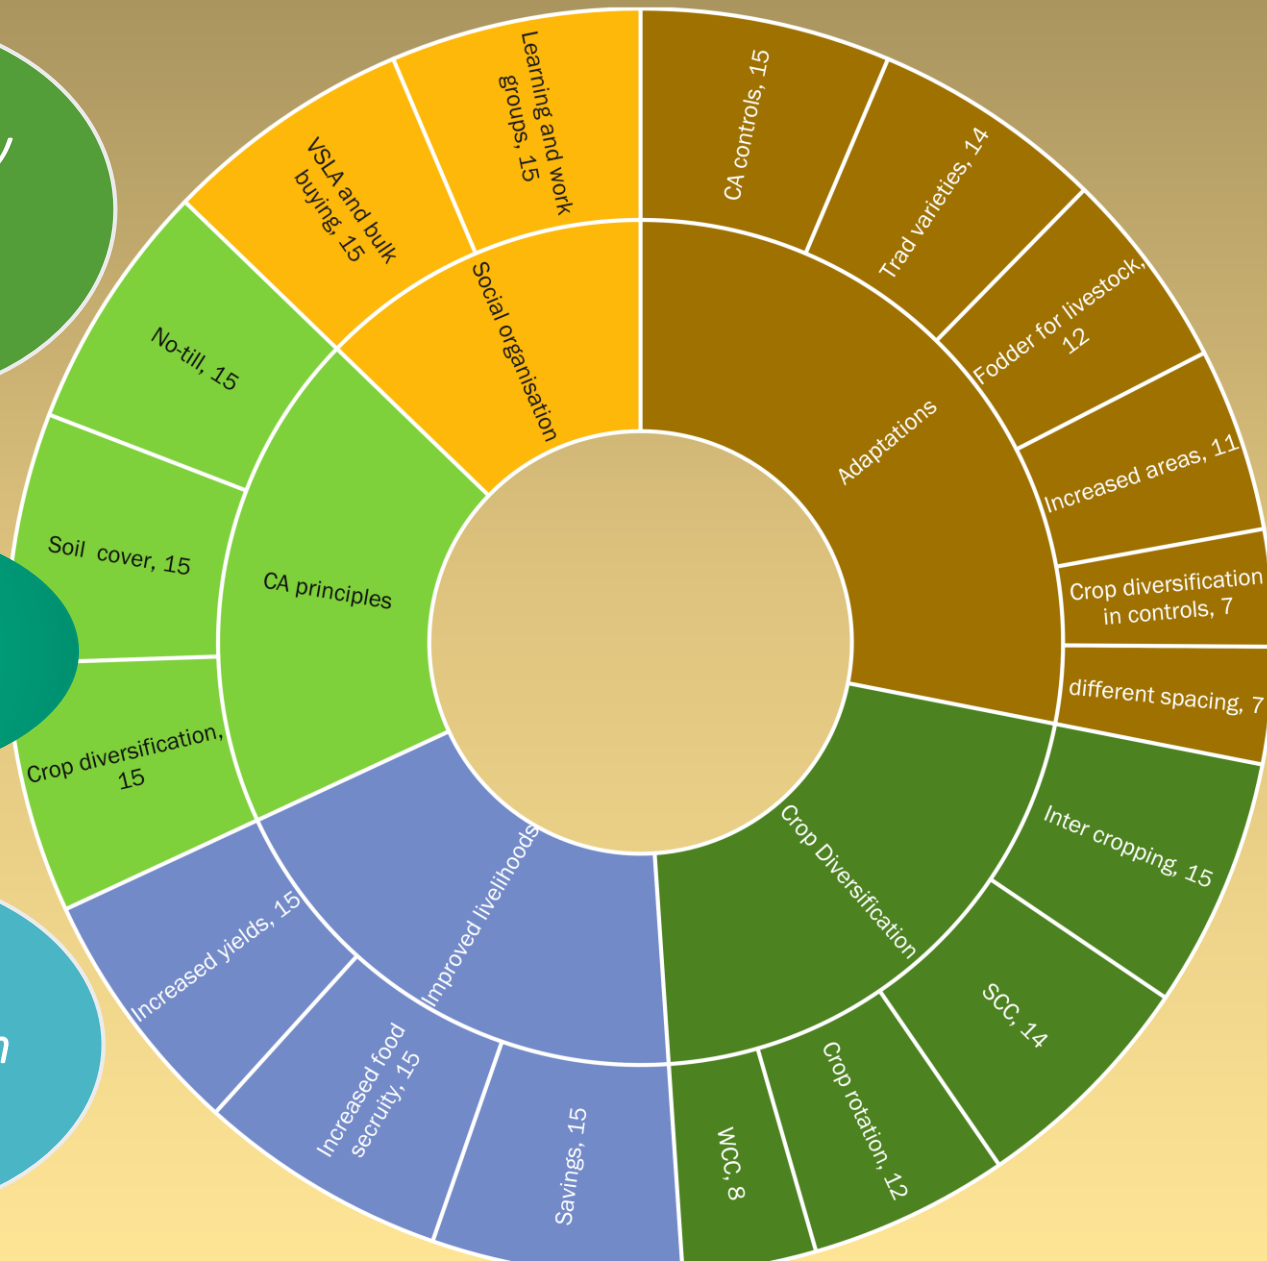 Learning and work
groups, 15
CA controls, 15
Trad varieties, 14
Fodder for livestock,
12
Increased areas, 11
Crop diversification
in controls, 7
different spacing, 7
Inter cropping, 15
SCC, 14
Crop rotation, 12
WCC, 8
Savings, 15
Increased food
secruity, 15
Increased yields, 15
Crop diversification,
15
Soil  cover, 15
No-till, 15
VSLA and bulk
buying, 15
Social organisation
Adaptations
Crop Diversification
Improved livelihoods
CA principles